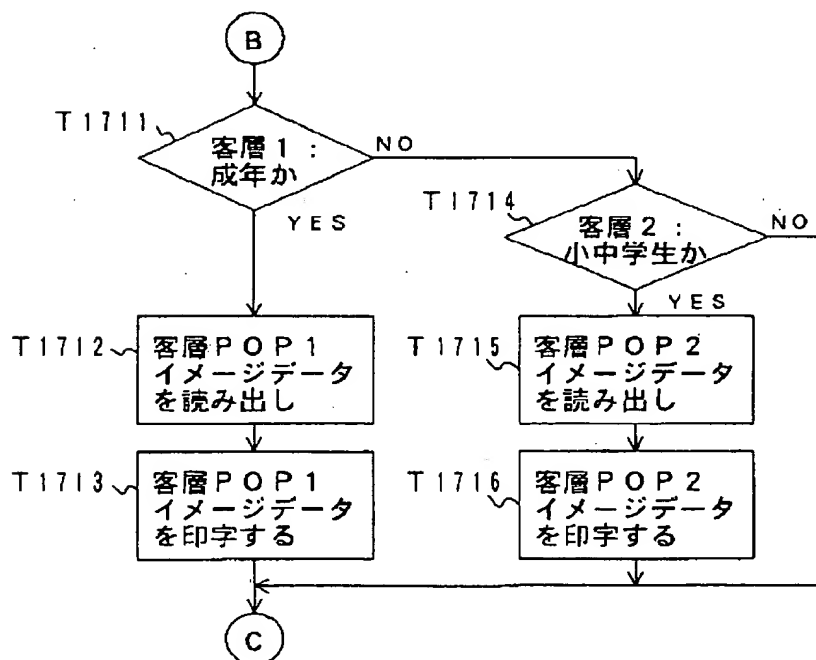 B
T1711
客層1：
成年か
NO
YES
T1714
客層2：
小中学生か
NO
YES
T1712
客層POP1
イメージデータ
を読み出し
T1715
客層POP2
イメージデータ
を読み出し
T1713
客層POP1
イメージデータ
を印字する
T1716
客層POP2
イメージデータ
を印字する
C